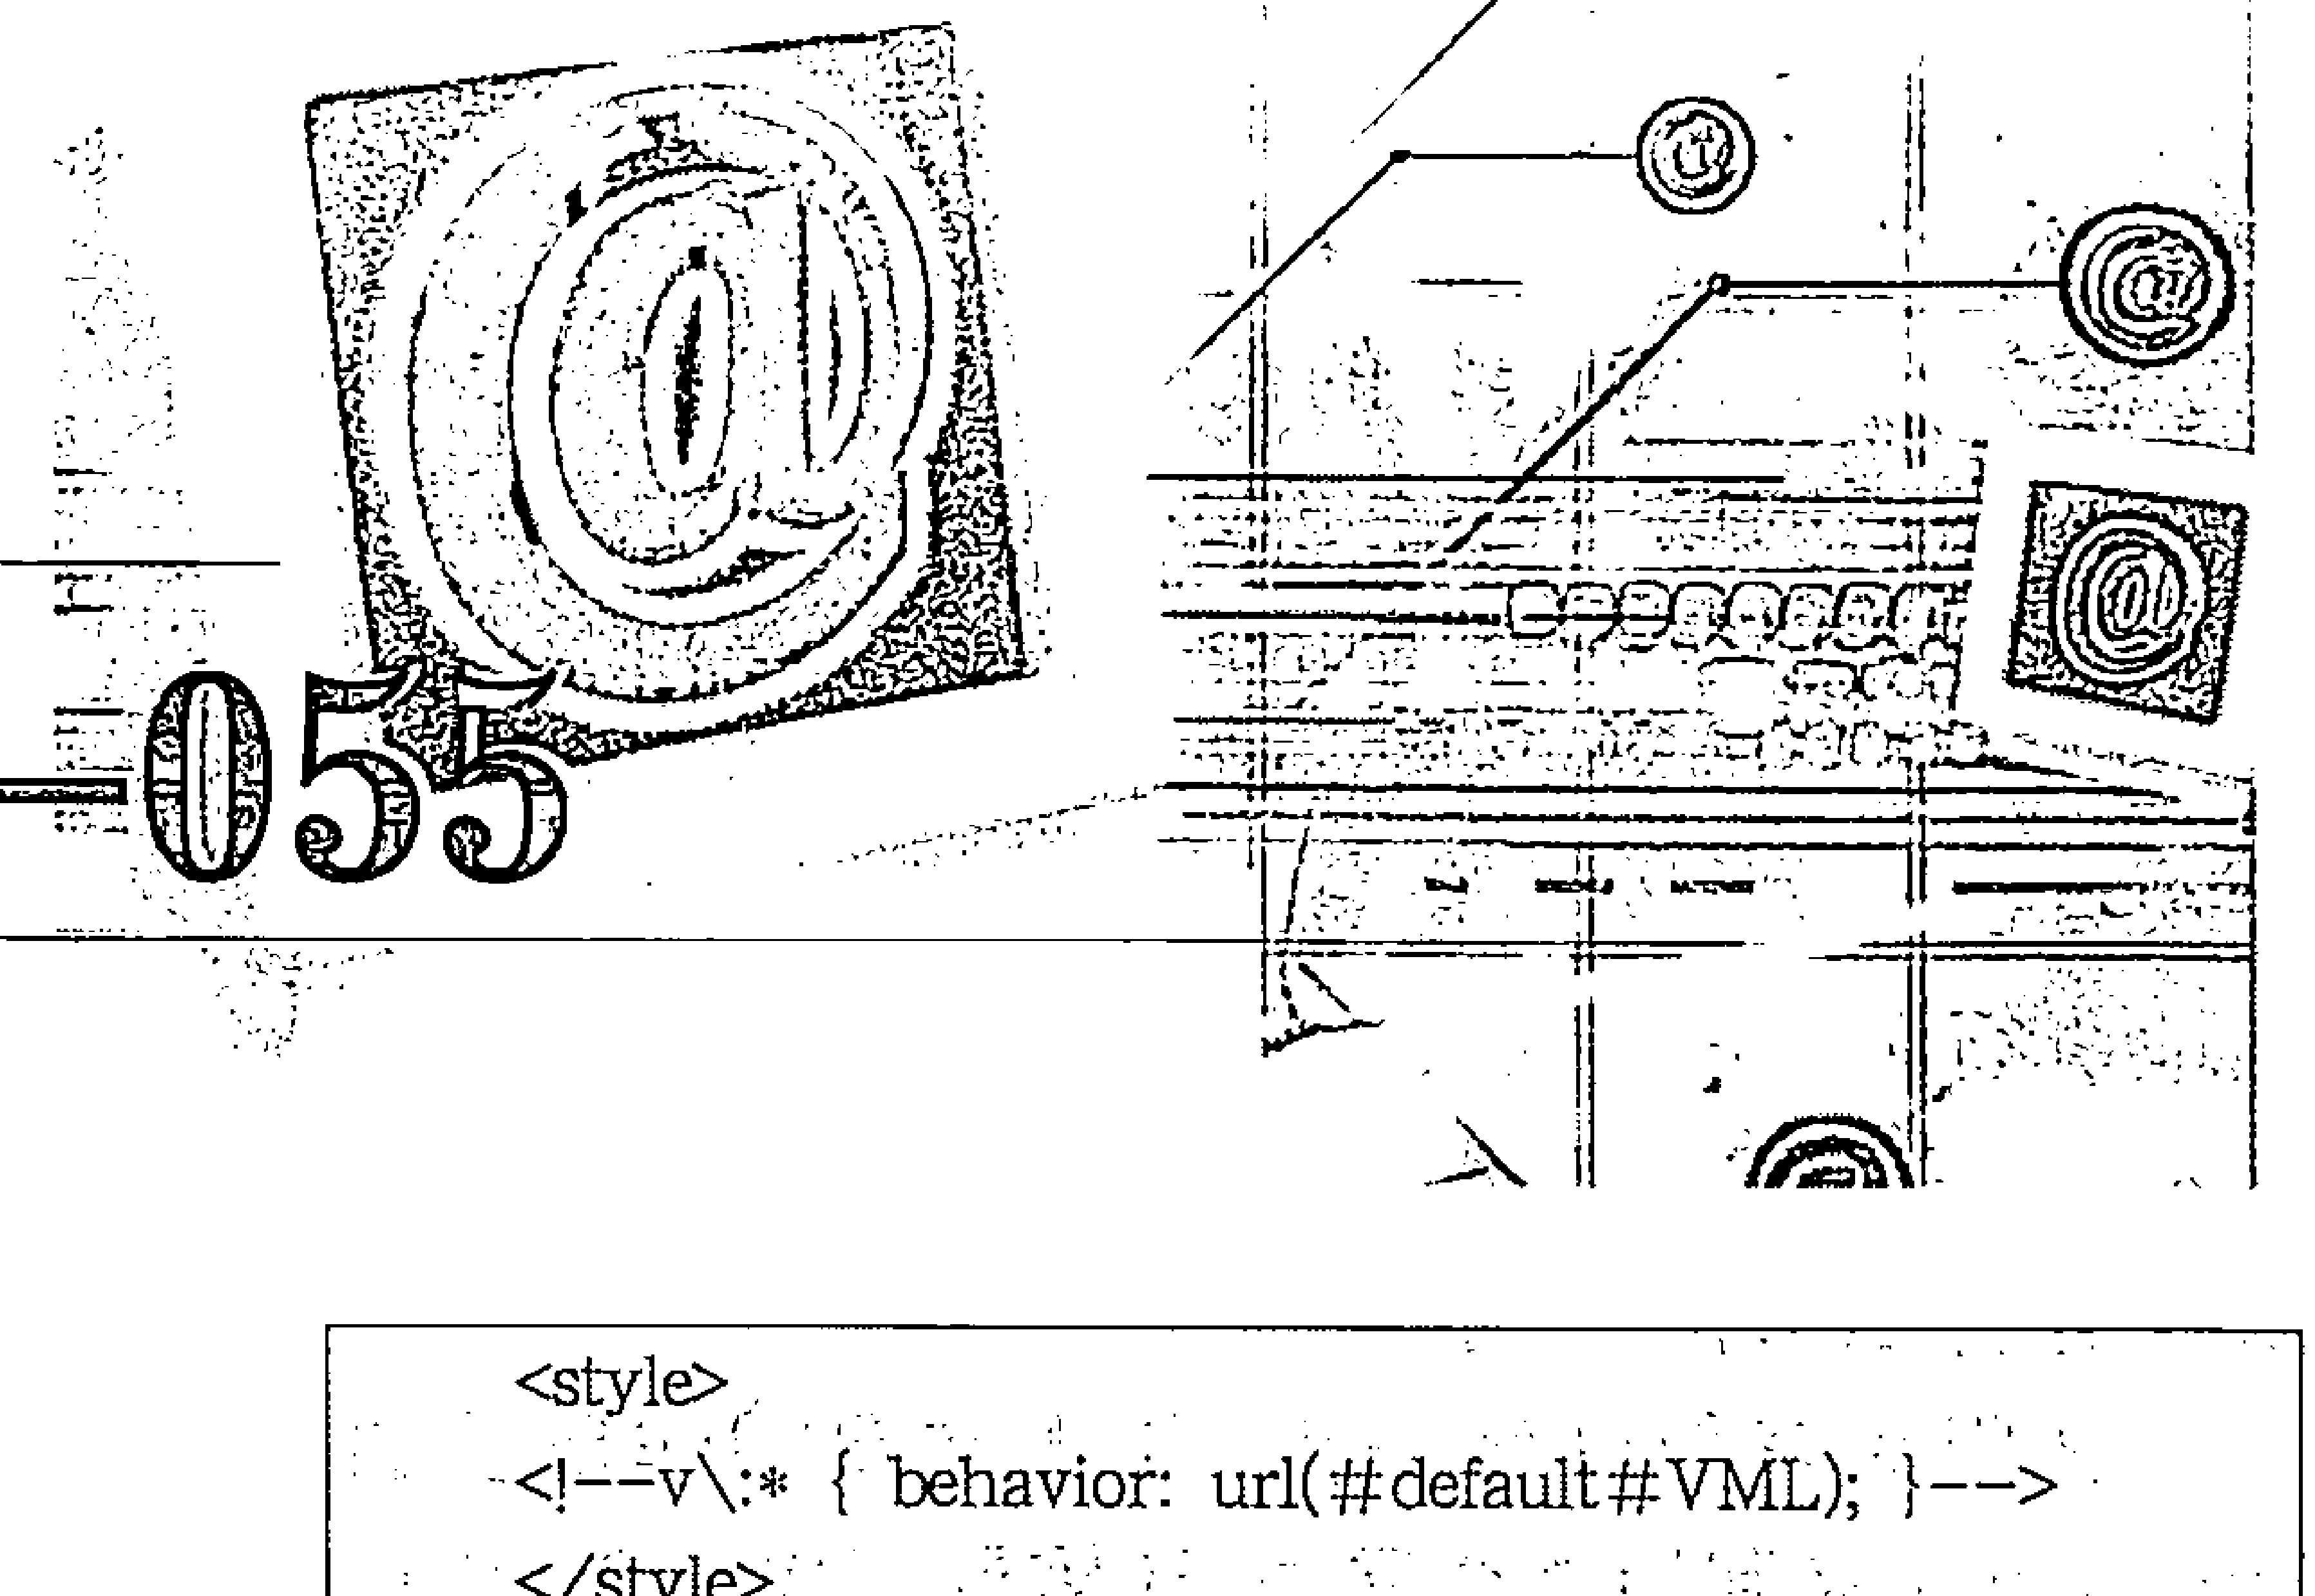 @
055
<style>
<!--v\:* { behavior: url(#default#VML); }-->
</style>